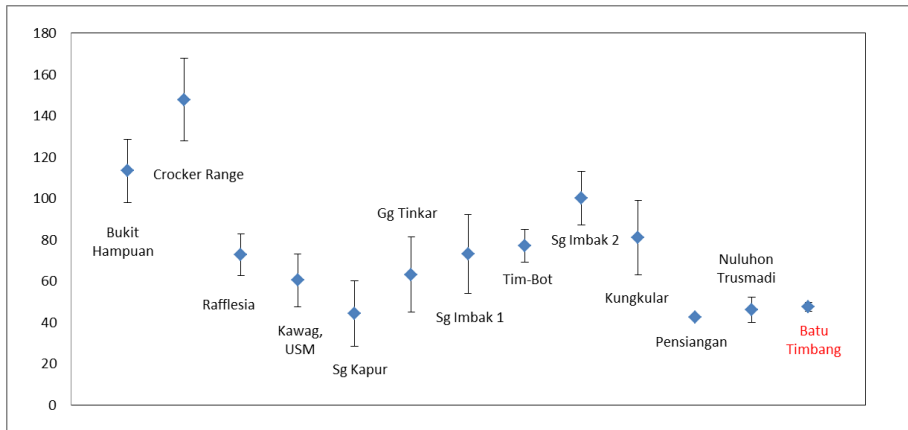 180
160
140
120
100
80
60
40
20
0
Bukit
Hampuan
Crocker Range
Rafflesia
Kawag,
USM
Sg Kapur
Gg Tinkar
Sg Imbak 1
Tim-Bot
Sg Imbak 2
Kungkular
Pensiangan
Nuluhon
Trusmadi
Batu
Timbang